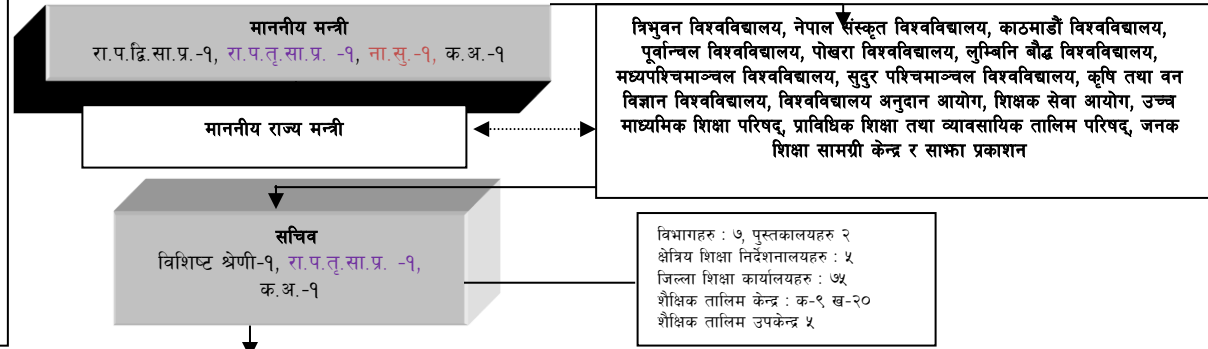 माननीय मन्त्री
रा.प.द्वि.सा.प्र.-१, रा.प.तृ.सा.प्र. -१, ना.सु.-१, क.अ.-१
माननीय राज्य मन्त्री
त्रिभुवन विश्वविद्यालय, नेपाल संस्कृत विश्वविद्यालय, काठमाडौं विश्वविद्यालय,
पूर्वान्चल विश्वविद्यालय, पोखरा विश्वविद्यालय, लुम्बिनि बौद्ध विश्वविद्यालय,
मध्यपश्चिमाञ्चल विश्वविद्यालय, सुदुर पश्चिमाञ्चल विश्वविद्यालय, कृषि तथा वन
विज्ञान विश्वविद्यालय, विश्वविद्यालय अनुदान आयोग, शिक्षक सेवा आयोग, उच्च
माध्यमिक शिक्षा परिषद्, प्राविधिक शिक्षा तथा व्यावसायिक तालिम परिषद्, जनक
शिक्षा सामग्री केन्द्र र साझा प्रकाशन
सचिव
विशिष्ट श्रेणी-१, रा.प.तृ.सा.प्र. -१,
क.अ.-१
विभागहरु : ७, पुस्तकालयहरु २
क्षेत्रिय शिक्षा निर्देशनालयहरु : ५
जिल्ला शिक्षा कार्यालयहरु : ७५
शैक्षिक तालिम केन्द्र : क-९ ख-२०
शैक्षिक तालिम उपकेन्द्र ५